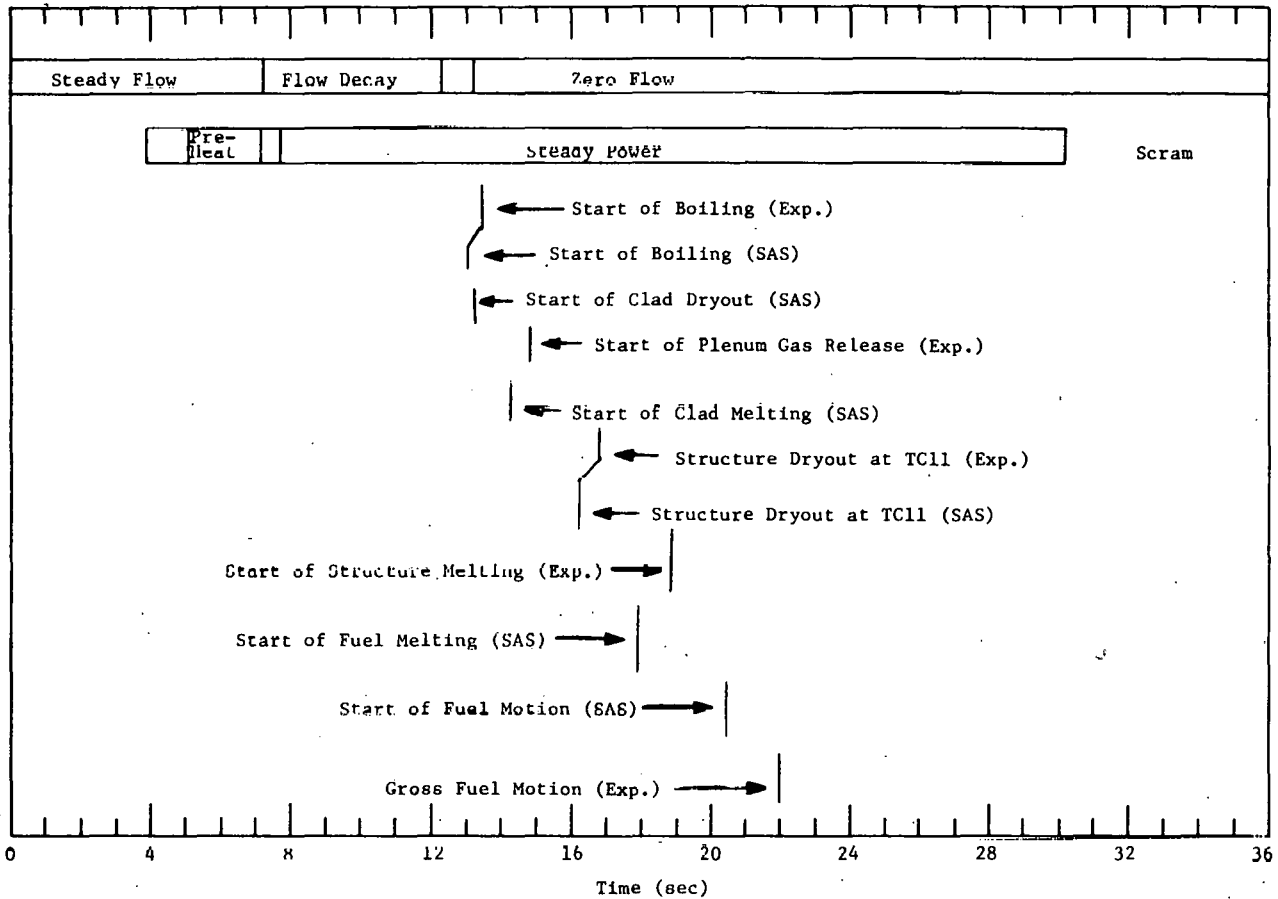 Steady Flow Flow Decay Zero Flow
Pre-
Heat
Steady Power
Scram
Start of Boiling (Exp.)
Start of Boiling (SAS)
Start of Clad Dryout (SAS)
Start of Plenum Gas Release (Exp.)
Start of Clad Melting (SAS)
Structure Dryout at TC11 (Exp.)
Structure Dryout at TC11 (SAS)
Start of Structure Melting (Exp.)
Start of Fuel Melting (SAS)
Start of Fuel Motion (SAS)
Gross Fuel Motion (Exp.)
0 4 8 12 16 20 24 28 32 36
Time (sec)